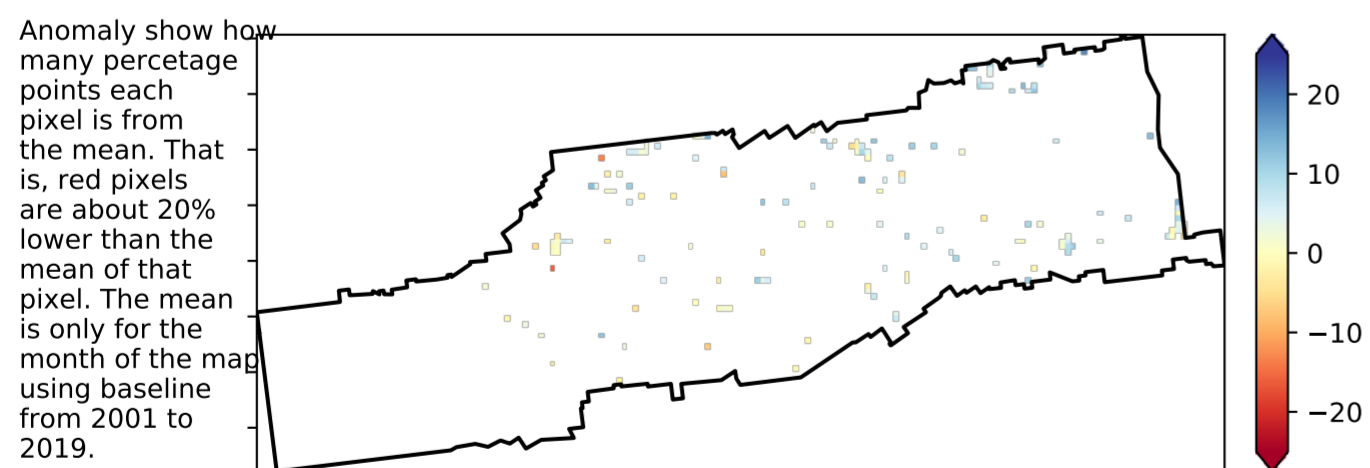 Anomaly show how
many percetage
points each
pixel is from
the mean. That
is, red pixels
are about 20%
lower than the
mean of that
pixel. The mean
is only for the
month of the map
using baseline
from 2001 to
2019.
20
10
0
−10
−20